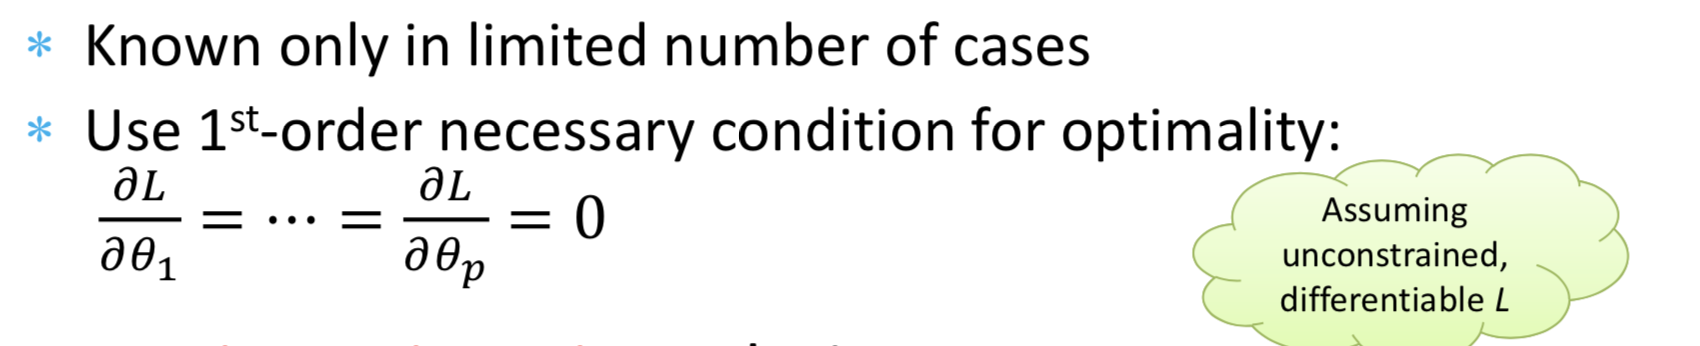 * Known only in limited number of cases
* Use 1st-order necessary condition for optimality:
∂L/∂θ₁ = ⋯ = ∂L/∂θₚ = 0
Assuming
unconstrained,
differentiable L